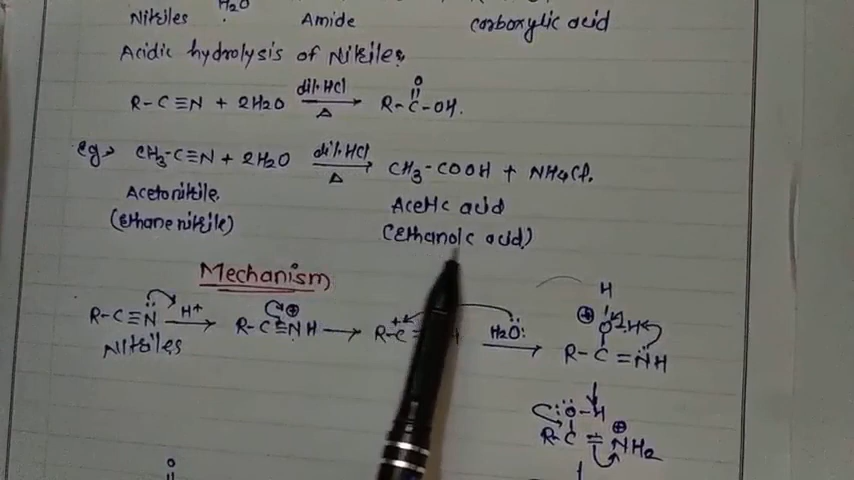 H2O
Nitriles Amide carboxylic acid
Acidic hydrolysis of Nitriles
R-C≡N + 2H2O dil·HCl Δ → R-C-OH.
O
eg→ CH3-C≡N + 2H2O dil·HCl Δ → CH3-COOH + NH4Cl.
Acetonitrile Acetic acid
(Ethane nitrile) (Ethanoic acid)
Mechanism
R-C≡N̈ H+ → R-C≡NH ⊕ → R-C+ H2O: → R-C=N̈H
H
⊕ O-H
Nitriles
:Ö-H
R-C=NH2 ⊕
O